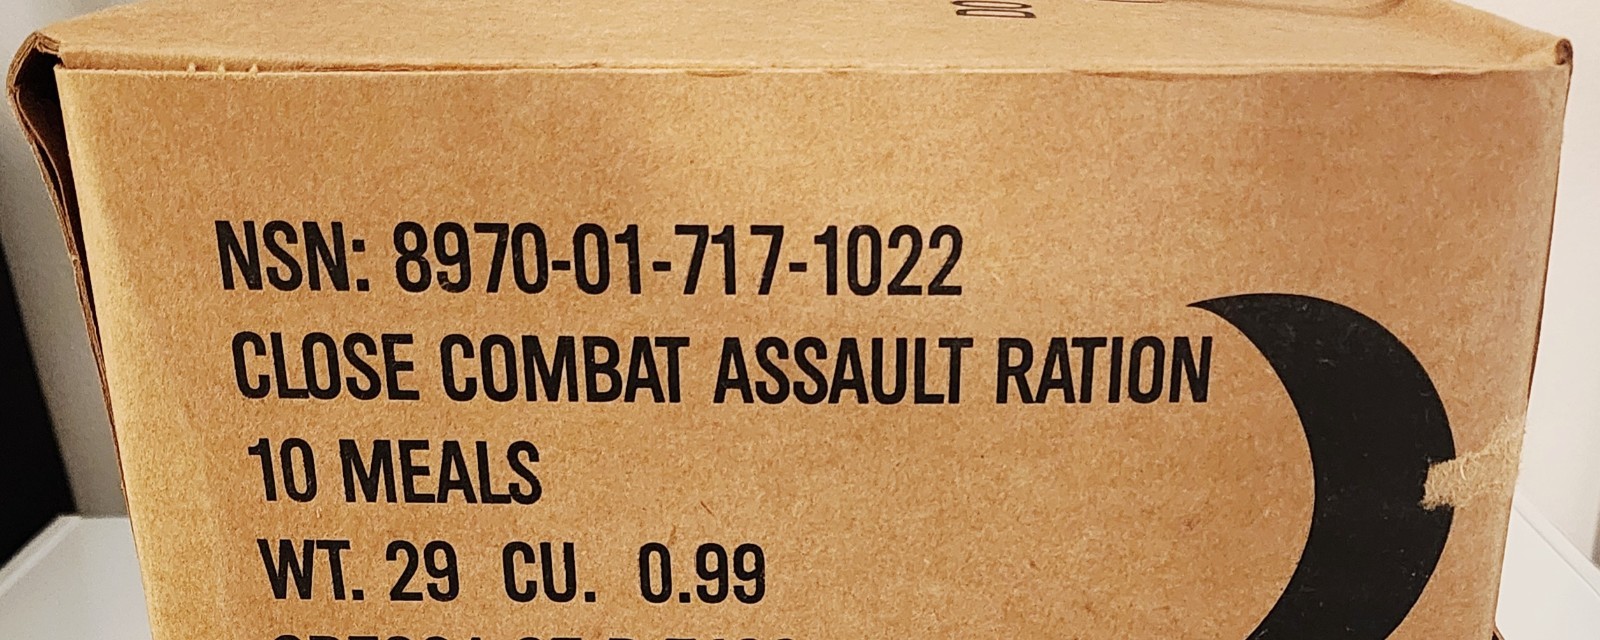 NSN: 8970-01-717-1022
CLOSE COMBAT ASSAULT RATION
10 MEALS
WT. 29 CU. 0.99